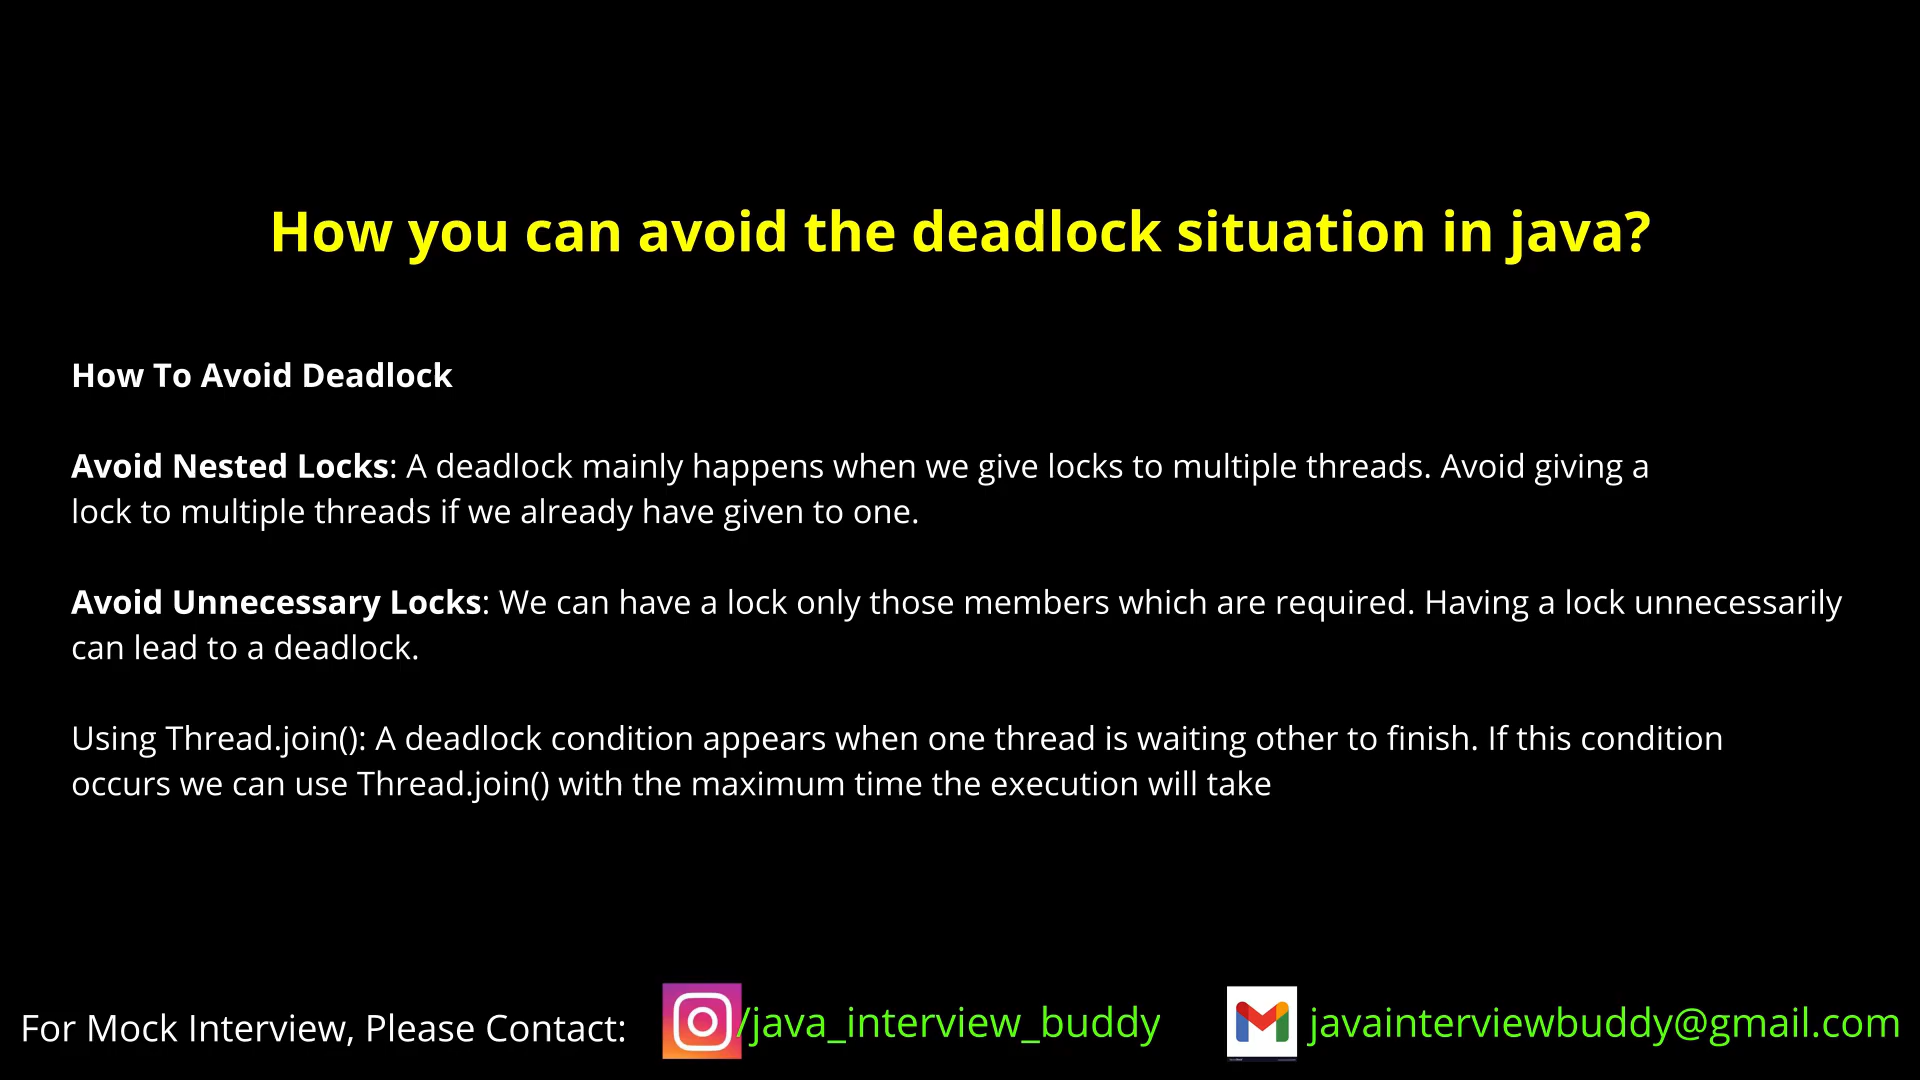 How you can avoid the deadlock situation in java?
How To Avoid Deadlock
Avoid Nested Locks: A deadlock mainly happens when we give locks to multiple threads. Avoid giving a
lock to multiple threads if we already have given to one.
Avoid Unnecessary Locks: We can have a lock only those members which are required. Having a lock unnecessarily
can lead to a deadlock.
Using Thread.join(): A deadlock condition appears when one thread is waiting other to finish. If this condition
occurs we can use Thread.join() with the maximum time the execution will take
For Mock Interview, Please Contact: /java_interview_buddy javainterviewbuddy@gmail.com